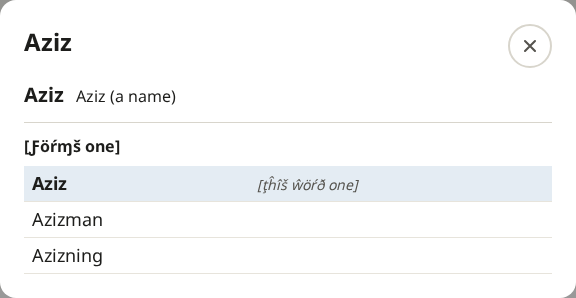 Aziz
Aziz Aziz (a name)
[Ƒöŕɱš one]
Aziz [ţĥîš ŵöŕð one]
Azizman
Azizning